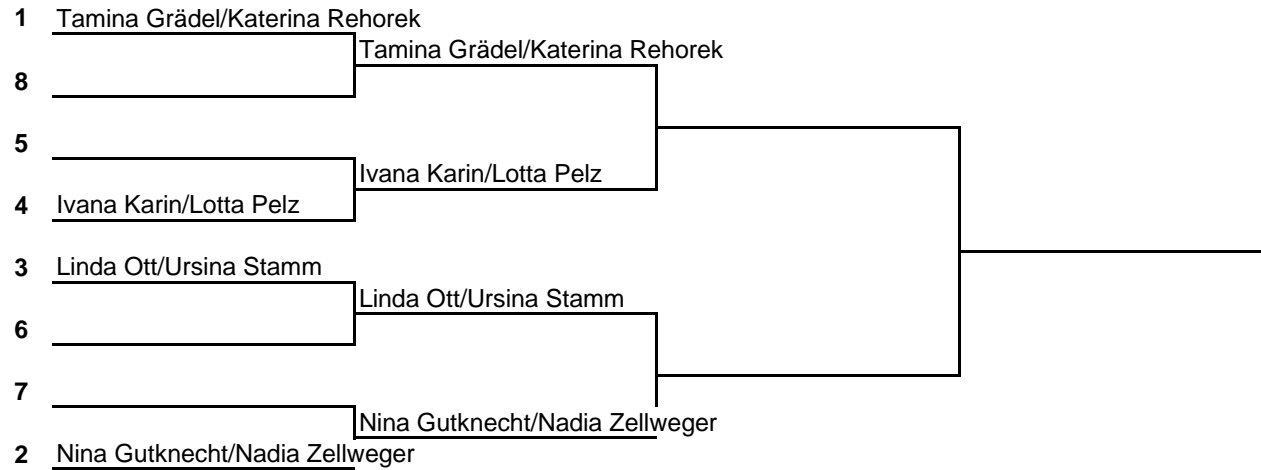 1 Tamina Grädel/Katerina Rehorek
Tamina Grädel/Katerina Rehorek
8
5
Ivana Karin/Lotta Pelz
4 Ivana Karin/Lotta Pelz
3 Linda Ott/Ursina Stamm
Linda Ott/Ursina Stamm
6
7
Nina Gutknecht/Nadia Zellweger
2 Nina Gutknecht/Nadia Zellweger